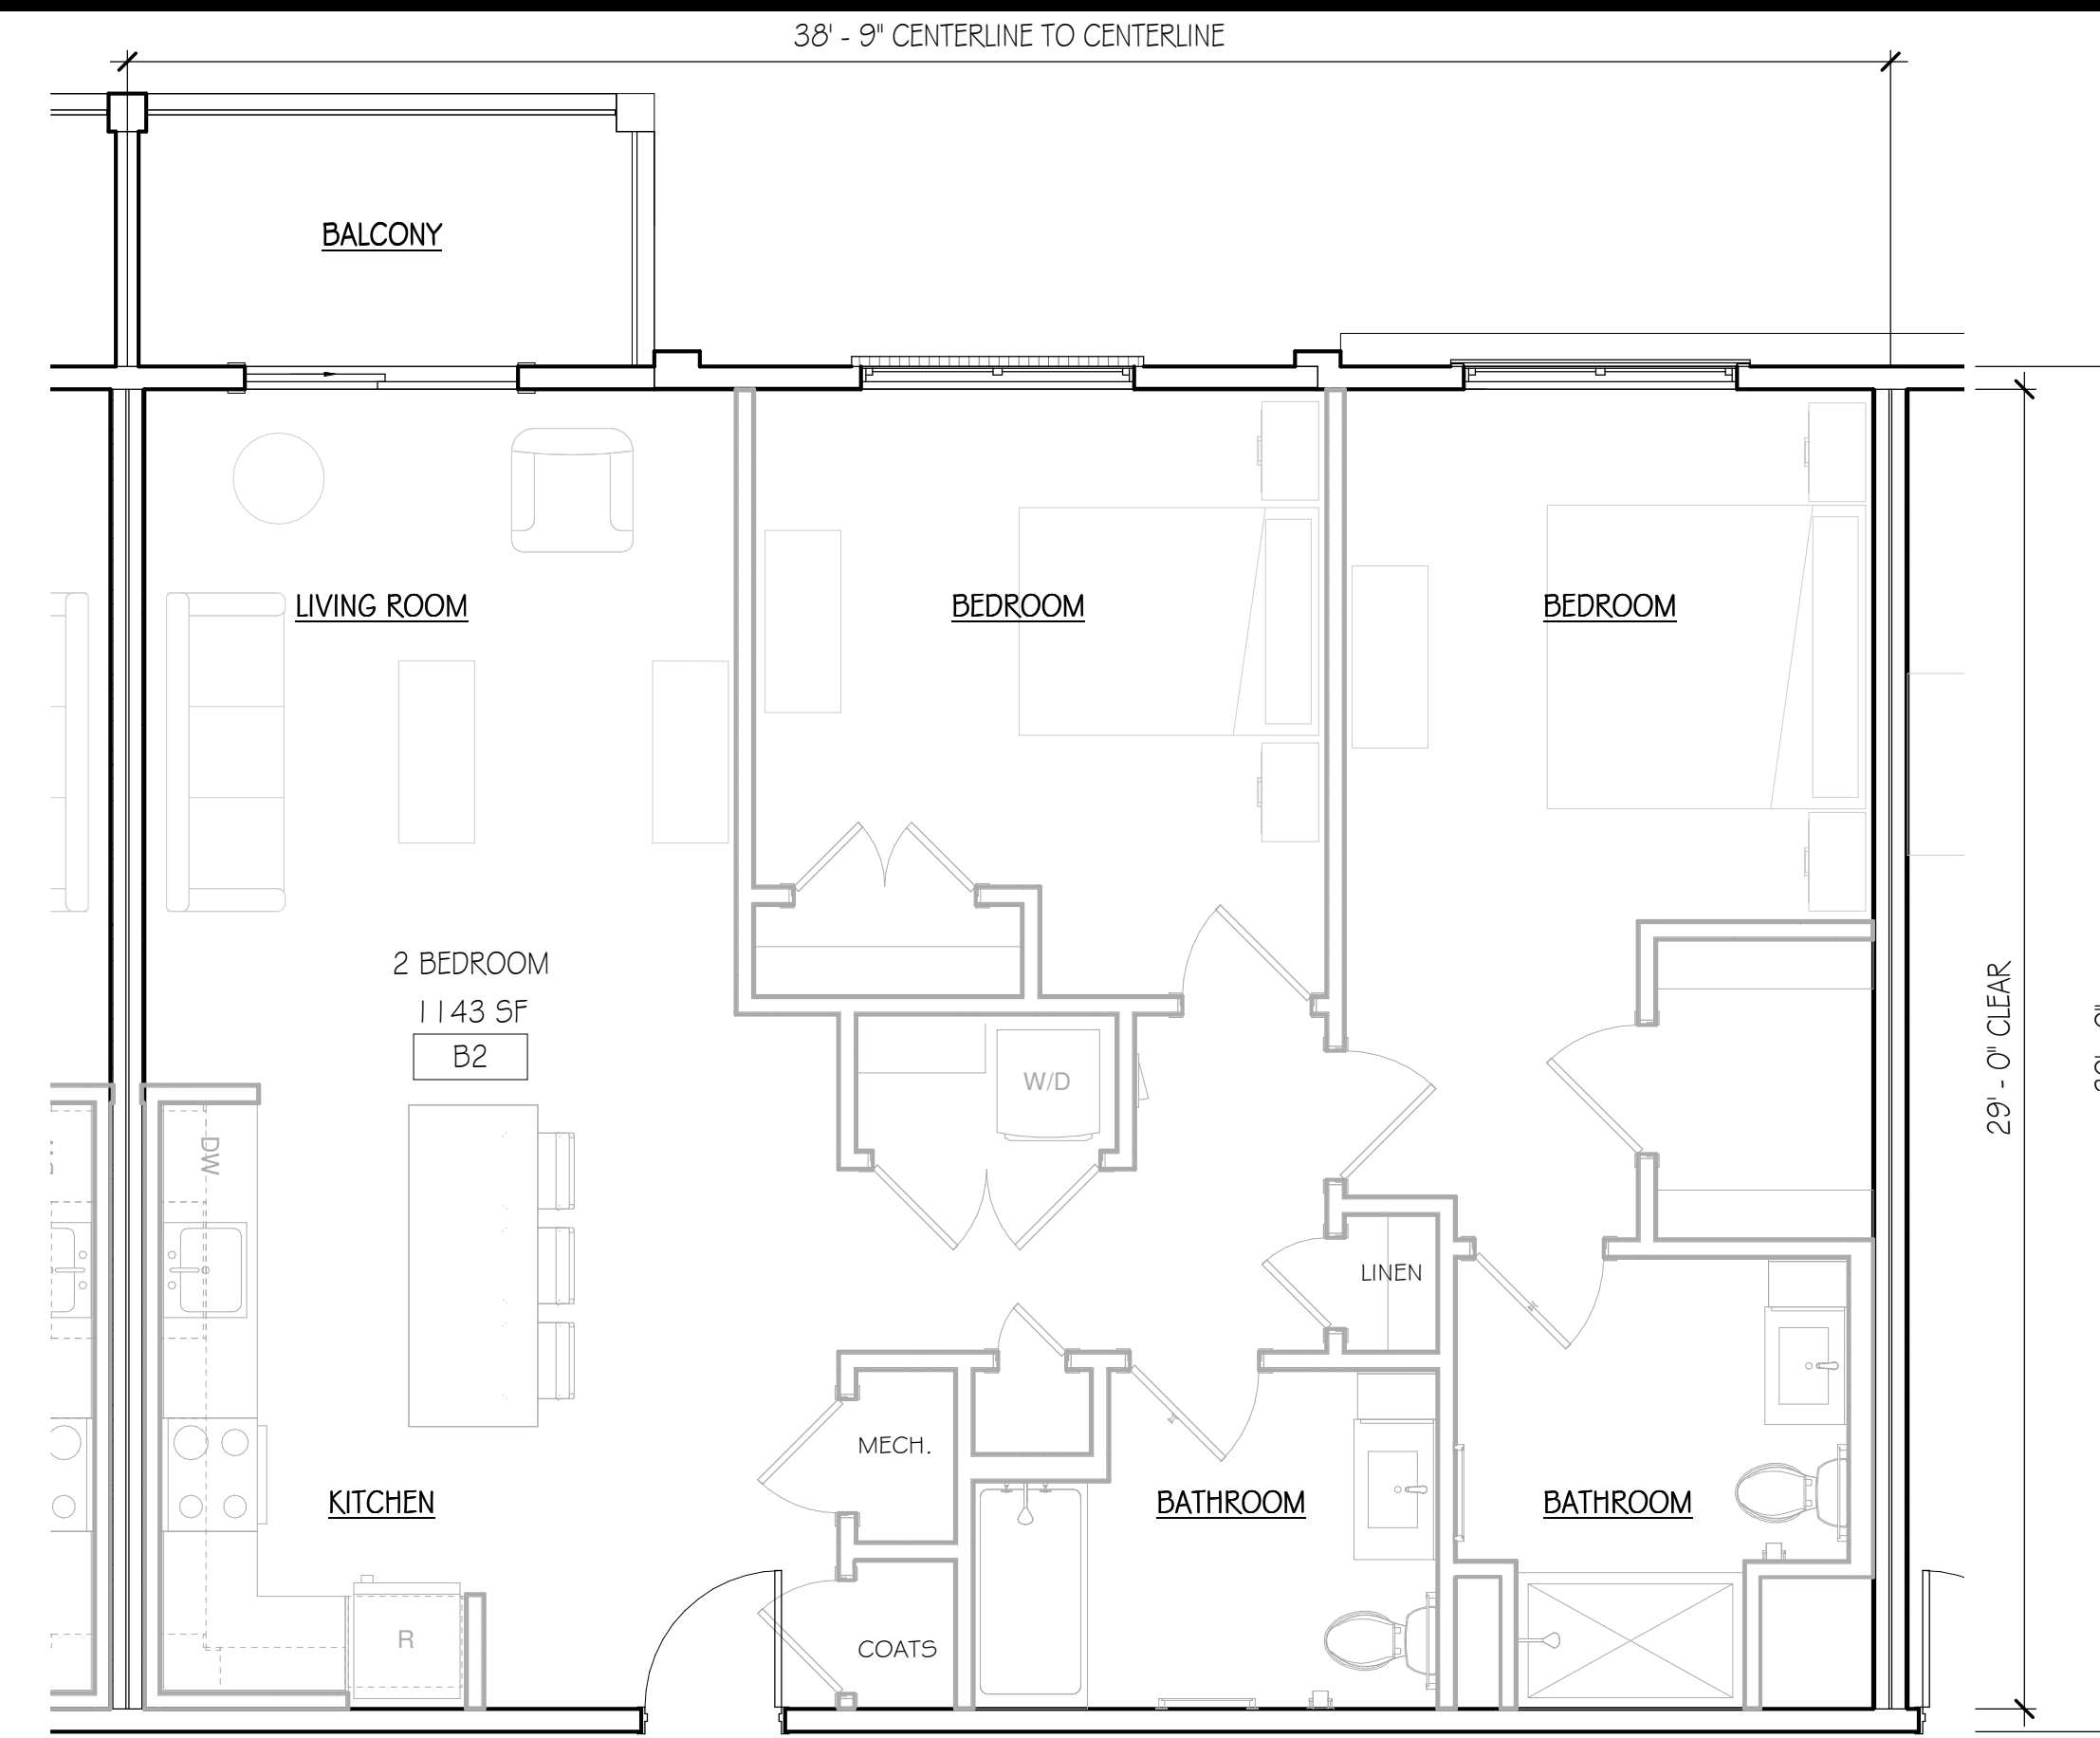 38' - 9" CENTERLINE TO CENTERLINE
BALCONY
LIVING ROOM
BEDROOM
BEDROOM
2 BEDROOM
1143 SF
B2
29' - 0" CLEAR
W/D
DW
LINEN
MECH.
KITCHEN
BATHROOM
BATHROOM
R
COATS